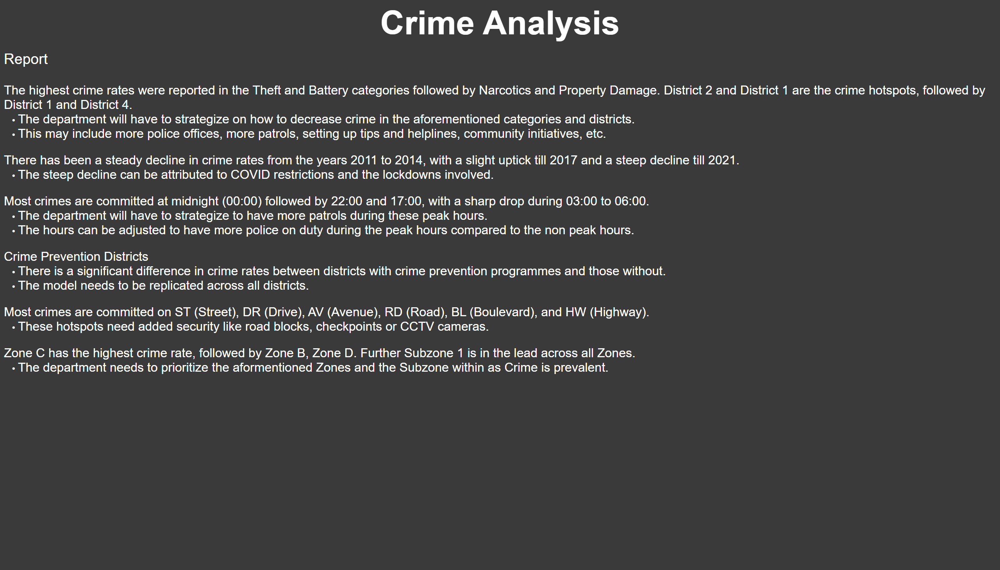 Crime Analysis
Report
The highest crime rates were reported in the Theft and Battery categories followed by Narcotics and Property Damage. District 2 and District 1 are the crime hotspots, followed by
District 1 and District 4.
• The department will have to strategize on how to decrease crime in the aforementioned categories and districts.
• This may include more police offices, more patrols, setting up tips and helplines, community initiatives, etc.
There has been a steady decline in crime rates from the years 2011 to 2014, with a slight uptick till 2017 and a steep decline till 2021.
• The steep decline can be attributed to COVID restrictions and the lockdowns involved.
Most crimes are committed at midnight (00:00) followed by 22:00 and 17:00, with a sharp drop during 03:00 to 06:00.
• The department will have to strategize to have more patrols during these peak hours.
• The hours can be adjusted to have more police on duty during the peak hours compared to the non peak hours.
Crime Prevention Districts
• There is a significant difference in crime rates between districts with crime prevention programmes and those without.
• The model needs to be replicated across all districts.
Most crimes are committed on ST (Street), DR (Drive), AV (Avenue), RD (Road), BL (Boulevard), and HW (Highway).
• These hotspots need added security like road blocks, checkpoints or CCTV cameras.
Zone C has the highest crime rate, followed by Zone B, Zone D. Further Subzone 1 is in the lead across all Zones.
• The department needs to prioritize the aformentioned Zones and the Subzone within as Crime is prevalent.